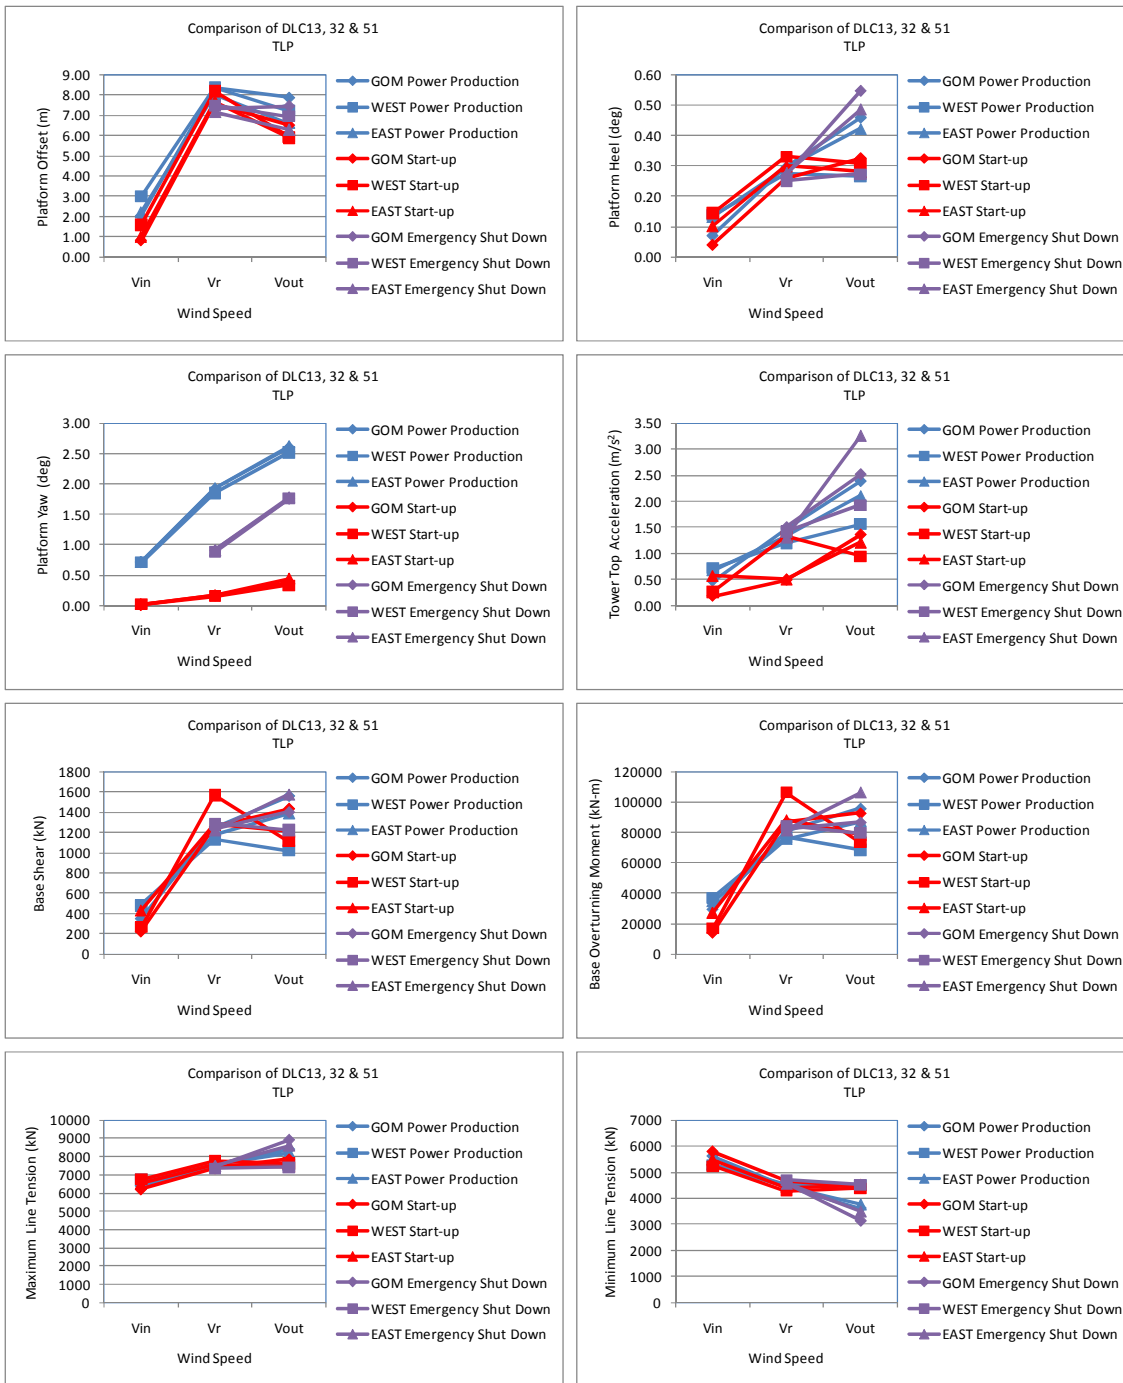 Comparison of DLC13, 32 & 51
TLP
Platform Offset (m)
9.00
8.00
7.00
6.00
5.00
4.00
3.00
2.00
1.00
0.00
Vin Vr Vout
Wind Speed
GOM Power Production
WEST Power Production
EAST Power Production
GOM Start-up
WEST Start-up
EAST Start-up
GOM Emergency Shut Down
WEST Emergency Shut Down
EAST Emergency Shut Down
Comparison of DLC13, 32 & 51
TLP
Platform Heel (deg)
0.60
0.50
0.40
0.30
0.20
0.10
0.00
Vin Vr Vout
Wind Speed
GOM Power Production
WEST Power Production
EAST Power Production
GOM Start-up
WEST Start-up
EAST Start-up
GOM Emergency Shut Down
WEST Emergency Shut Down
EAST Emergency Shut Down
Comparison of DLC13, 32 & 51
TLP
Platform Yaw (deg)
3.00
2.50
2.00
1.50
1.00
0.50
0.00
Vin Vr Vout
Wind Speed
GOM Power Production
WEST Power Production
EAST Power Production
GOM Start-up
WEST Start-up
EAST Start-up
GOM Emergency Shut Down
WEST Emergency Shut Down
EAST Emergency Shut Down
Comparison of DLC13, 32 & 51
TLP
Tower Top Acceleration (m/s²)
3.50
3.00
2.50
2.00
1.50
1.00
0.50
0.00
Vin Vr Vout
Wind Speed
GOM Power Production
WEST Power Production
EAST Power Production
GOM Start-up
WEST Start-up
EAST Start-up
GOM Emergency Shut Down
WEST Emergency Shut Down
EAST Emergency Shut Down
Comparison of DLC13, 32 & 51
TLP
Base Shear (kN)
1800
1600
1400
1200
1000
800
600
400
200
0
Vin Vr Vout
Wind Speed
GOM Power Production
WEST Power Production
EAST Power Production
GOM Start-up
WEST Start-up
EAST Start-up
GOM Emergency Shut Down
WEST Emergency Shut Down
EAST Emergency Shut Down
Comparison of DLC13, 32 & 51
TLP
Base Overturning Moment (kN-m)
120000
100000
80000
60000
40000
20000
0
Vin Vr Vout
Wind Speed
GOM Power Production
WEST Power Production
EAST Power Production
GOM Start-up
WEST Start-up
EAST Start-up
GOM Emergency Shut Down
WEST Emergency Shut Down
EAST Emergency Shut Down
Comparison of DLC13, 32 & 51
TLP
Maximum Line Tension (kN)
10000
9000
8000
7000
6000
5000
4000
3000
2000
1000
0
Vin Vr Vout
Wind Speed
GOM Power Production
WEST Power Production
EAST Power Production
GOM Start-up
WEST Start-up
EAST Start-up
GOM Emergency Shut Down
WEST Emergency Shut Down
EAST Emergency Shut Down
Comparison of DLC13, 32 & 51
TLP
Minimum Line Tension (kN)
7000
6000
5000
4000
3000
2000
1000
0
Vin Vr Vout
Wind Speed
GOM Power Production
WEST Power Production
EAST Power Production
GOM Start-up
WEST Start-up
EAST Start-up
GOM Emergency Shut Down
WEST Emergency Shut Down
EAST Emergency Shut Down